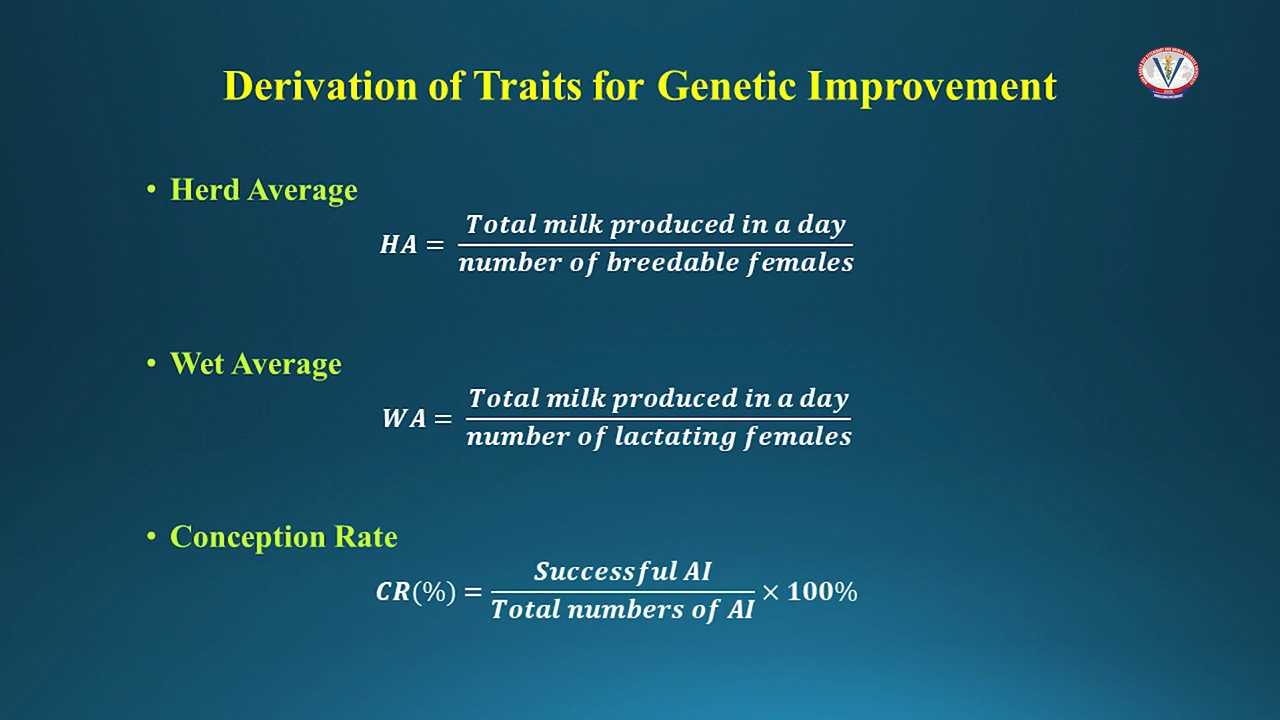 Derivation of Traits for Genetic Improvement
• Herd Average
HA = Total milk produced in a day / number of breedable females
• Wet Average
WA = Total milk produced in a day / number of lactating females
• Conception Rate
CR(%) = Successful AI / Total numbers of AI × 100%